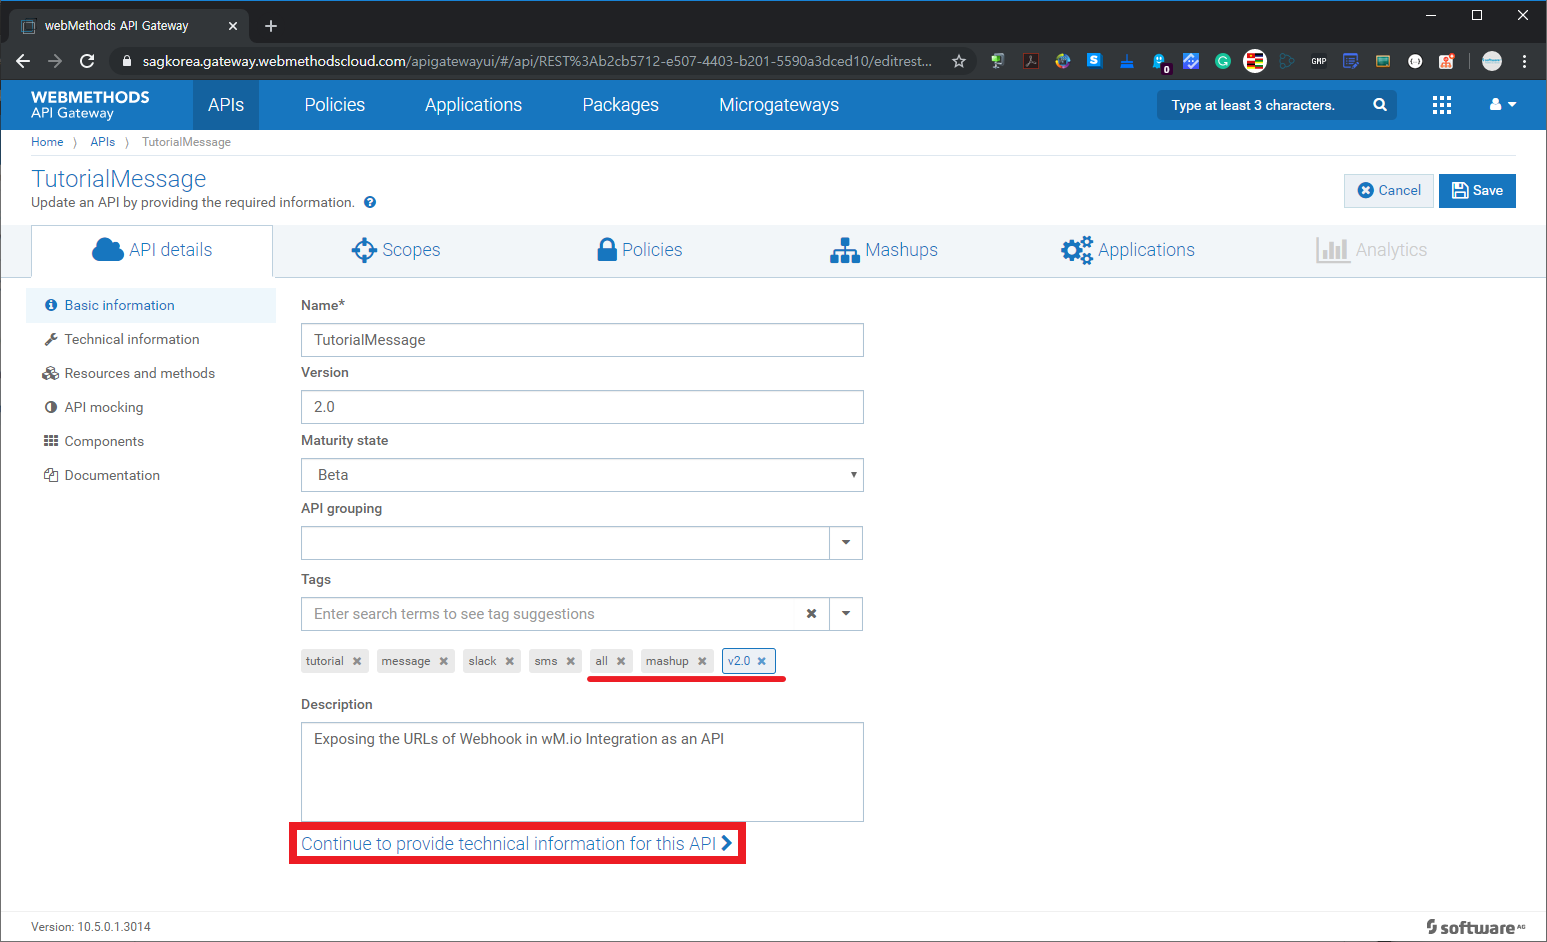 webMethods API Gateway
sagkorea.gateway.webmethodscloud.com/apigatewayui/#/api/REST%3Ab2cb5712-e507-4403-b201-5590a3dced10/editrest...
S
0
G
GMP
WEBMETHODS
API Gateway
APIs
Policies
Applications
Packages
Microgateways
Type at least 3 characters.
Home
APIs
TutorialMessage
TutorialMessage
Update an API by providing the required information.
Cancel
Save
API details
Scopes
Policies
Mashups
Applications
Analytics
Basic information
Technical information
Resources and methods
API mocking
Components
Documentation
Name*
TutorialMessage
Version
2.0
Maturity state
Beta
API grouping
Tags
Enter search terms to see tag suggestions
tutorial message slack sms all mashup v2.0
Description
Exposing the URLs of Webhook in wM.io Integration as an API
Continue to provide technical information for this API
Version: 10.5.0.1.3014
software AG